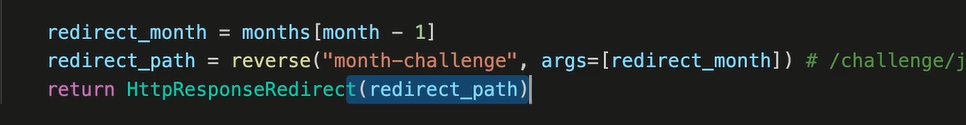 redirect_month = months[month - 1]
redirect_path = reverse("month-challenge", args=[redirect_month]) # /challenge/j
return HttpResponseRedirect(redirect_path)